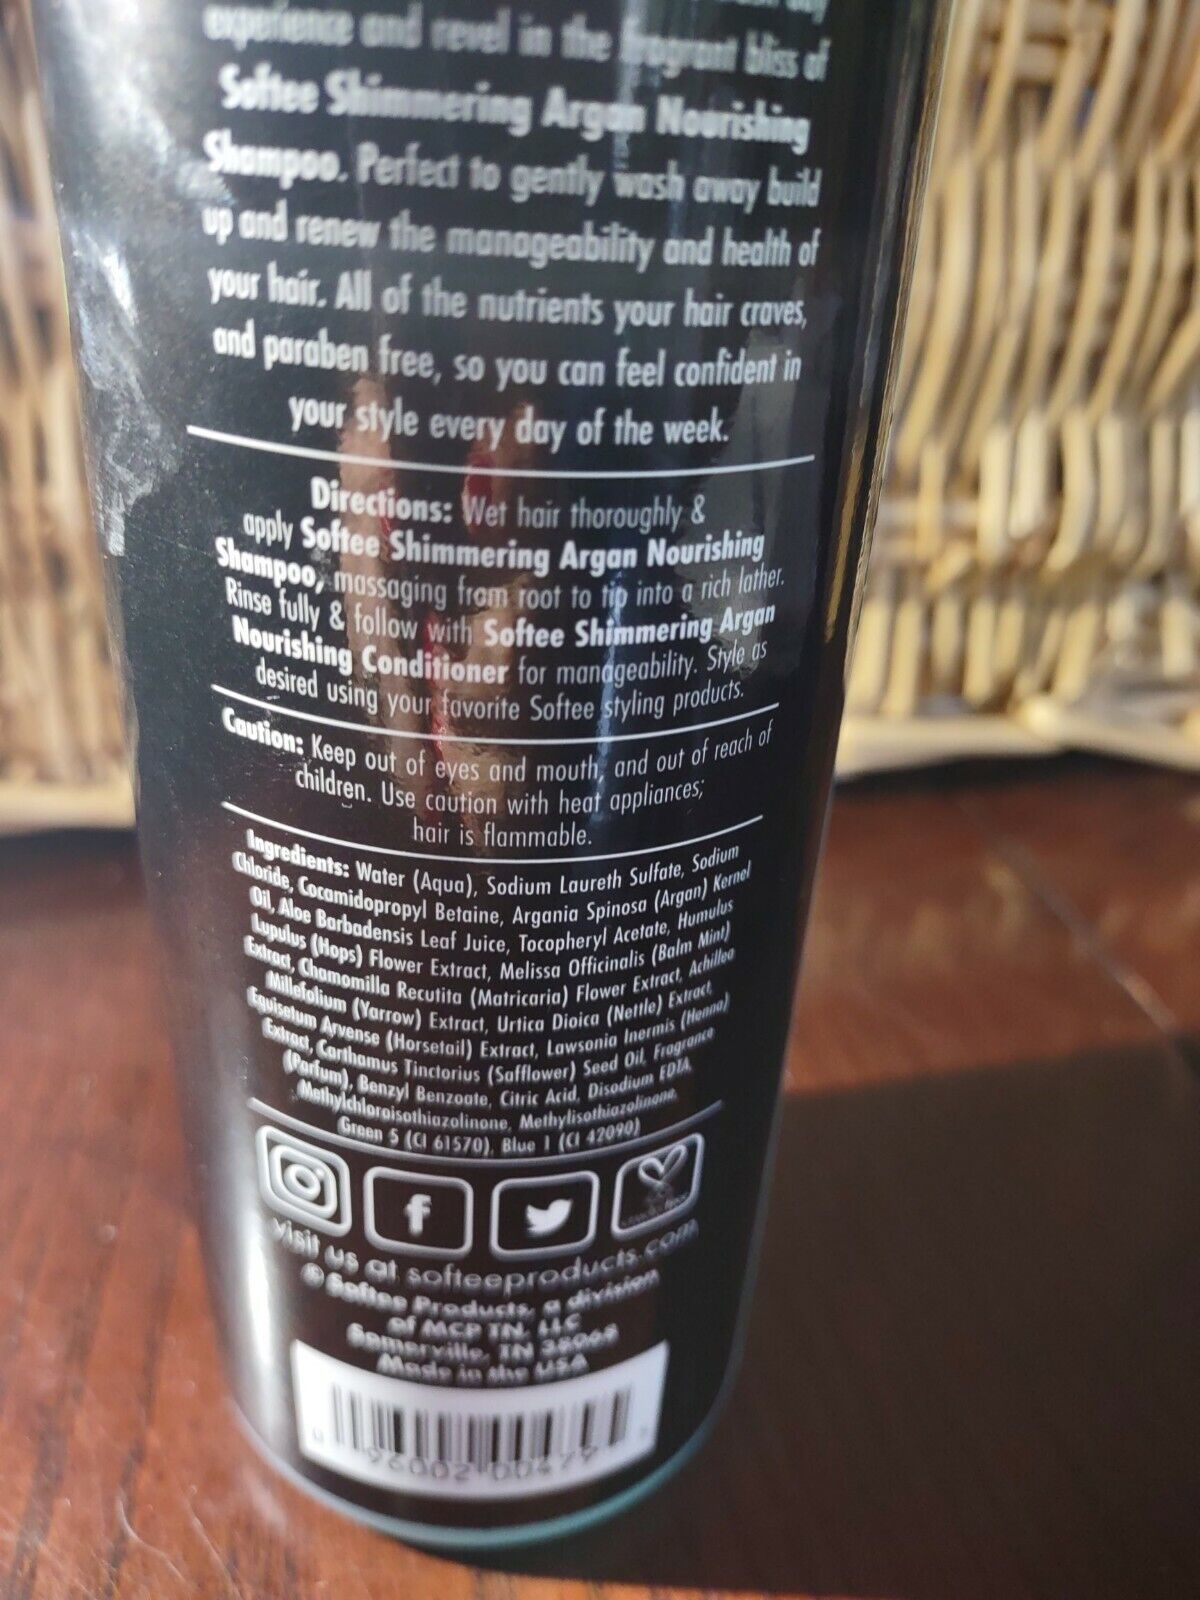 experience and revel in the fragrant bliss of
Softee Shimmering Argan Nourishing
Shampoo. Perfect to gently wash away build
up and renew the manageability and health of
your hair. All of the nutrients your hair craves,
and paraben free, so you can feel confident in
your style every day of the week.
Directions: Wet hair thoroughly &
apply Softee Shimmering Argan Nourishing
Shampoo, massaging from root to tip into a rich lather.
Rinse fully & follow with Softee Shimmering Argan
Nourishing Conditioner for manageability. Style as
desired using your favorite Softee styling products.
Caution: Keep out of eyes and mouth, and out of reach of
children. Use caution with heat appliances;
hair is flammable.
Ingredients: Water (Aqua), Sodium Laureth Sulfate, Sodium
Chloride, Cocamidopropyl Betaine, Argania Spinosa (Argan) Kernel
Oil, Aloe Barbadensis Leaf Juice, Tocopheryl Acetate, Humulus
Lupulus (Hops) Flower Extract, Melissa Officinalis (Balm Mint)
Extract, Chamomilla Recutita (Matricaria) Flower Extract, Achillea
Millefolium (Yarrow) Extract, Urtica Dioica (Nettle) Extract,
Equisetum Arvense (Horsetail) Extract, Lawsonia Inermis (Henna)
Extract, Carthamus Tinctorius (Safflower) Seed Oil, Fragrance
(Parfum), Benzyl Benzoate, Citric Acid, Disodium EDTA,
Methylchloroisothiazolinone, Methylisothiazolinone,
Green 5 (CI 61570), Blue 1 (CI 42090)
visit us at softeeproducts.com
© Softee Products, a division
of MCP TN, LLC
Somerville, TN 38068
Made in the USA
96002 00479